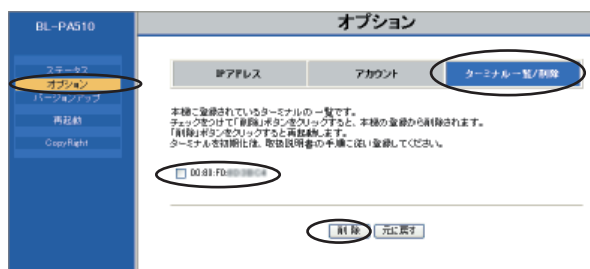 BL-PA510
オプション
ステータス
オプション
バージョンアップ
再起動
CopyRight
IPアドレス
アカウント
ターミナル一覧/削除
本機に登録されているターミナルの一覧です。
チェックをつけて「削除」ボタンをクリックすると、本機の登録から削除されます。
「削除」ボタンをクリックすると再起動します。
ターミナルを初期化後、取扱説明書の手順に従い登録してください。
00:80:F0:
削 除
元に戻す